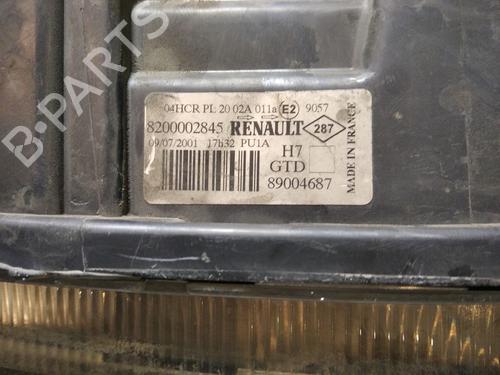 04HCR PL 20 02A 011a E2 9057
8200002845 RENAULT 287
09/07/2001 17h32 PU1A
H7
GTD
89004687
MADE IN FRANCE
B-PARTS